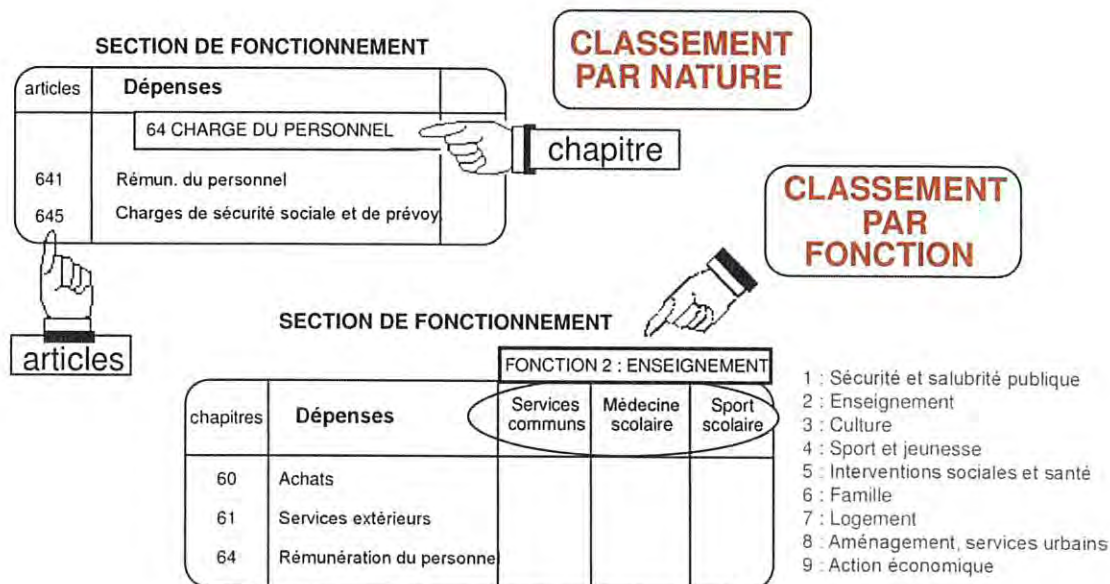 SECTION DE FONCTIONNEMENT
CLASSEMENT
PAR NATURE
articles Dépenses
64 CHARGE DU PERSONNEL
chapitre
641 Rémun. du personnel
645 Charges de sécurité sociale et de prévoy
articles
CLASSEMENT
PAR
FONCTION
SECTION DE FONCTIONNEMENT
FONCTION 2 : ENSEIGNEMENT
chapitres Dépenses Services communs Médecine scolaire Sport scolaire
60 Achats
61 Services extérieurs
64 Rémunération du personnel
1 : Sécurité et salubrité publique
2 : Enseignement
3 : Culture
4 : Sport et jeunesse
5 : Interventions sociales et santé
6 : Famille
7 : Logement
8 : Aménagement, services urbains
9 : Action économique